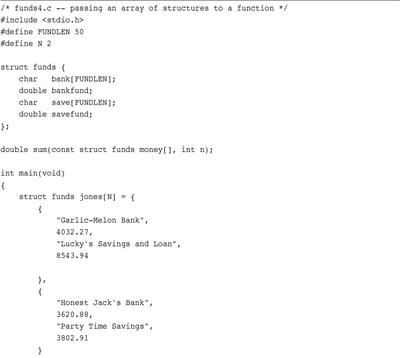 /* funds4.c -- passing an array of structures to a function */
#include <stdio.h>
#define FUNDLEN 50
#define N 2
struct funds {
    char   bank[FUNDLEN];
    double bankfund;
    char   save[FUNDLEN];
    double savefund;
};
double sum(const struct funds money[], int n);
int main(void)
{
    struct funds jones[N] = {
        {
            "Garlic-Melon Bank",
            4032.27,
            "Lucky's Savings and Loan",
            8543.94
        },
        {
            "Honest Jack's Bank",
            3620.88,
            "Party Time Savings",
            3802.91
        }